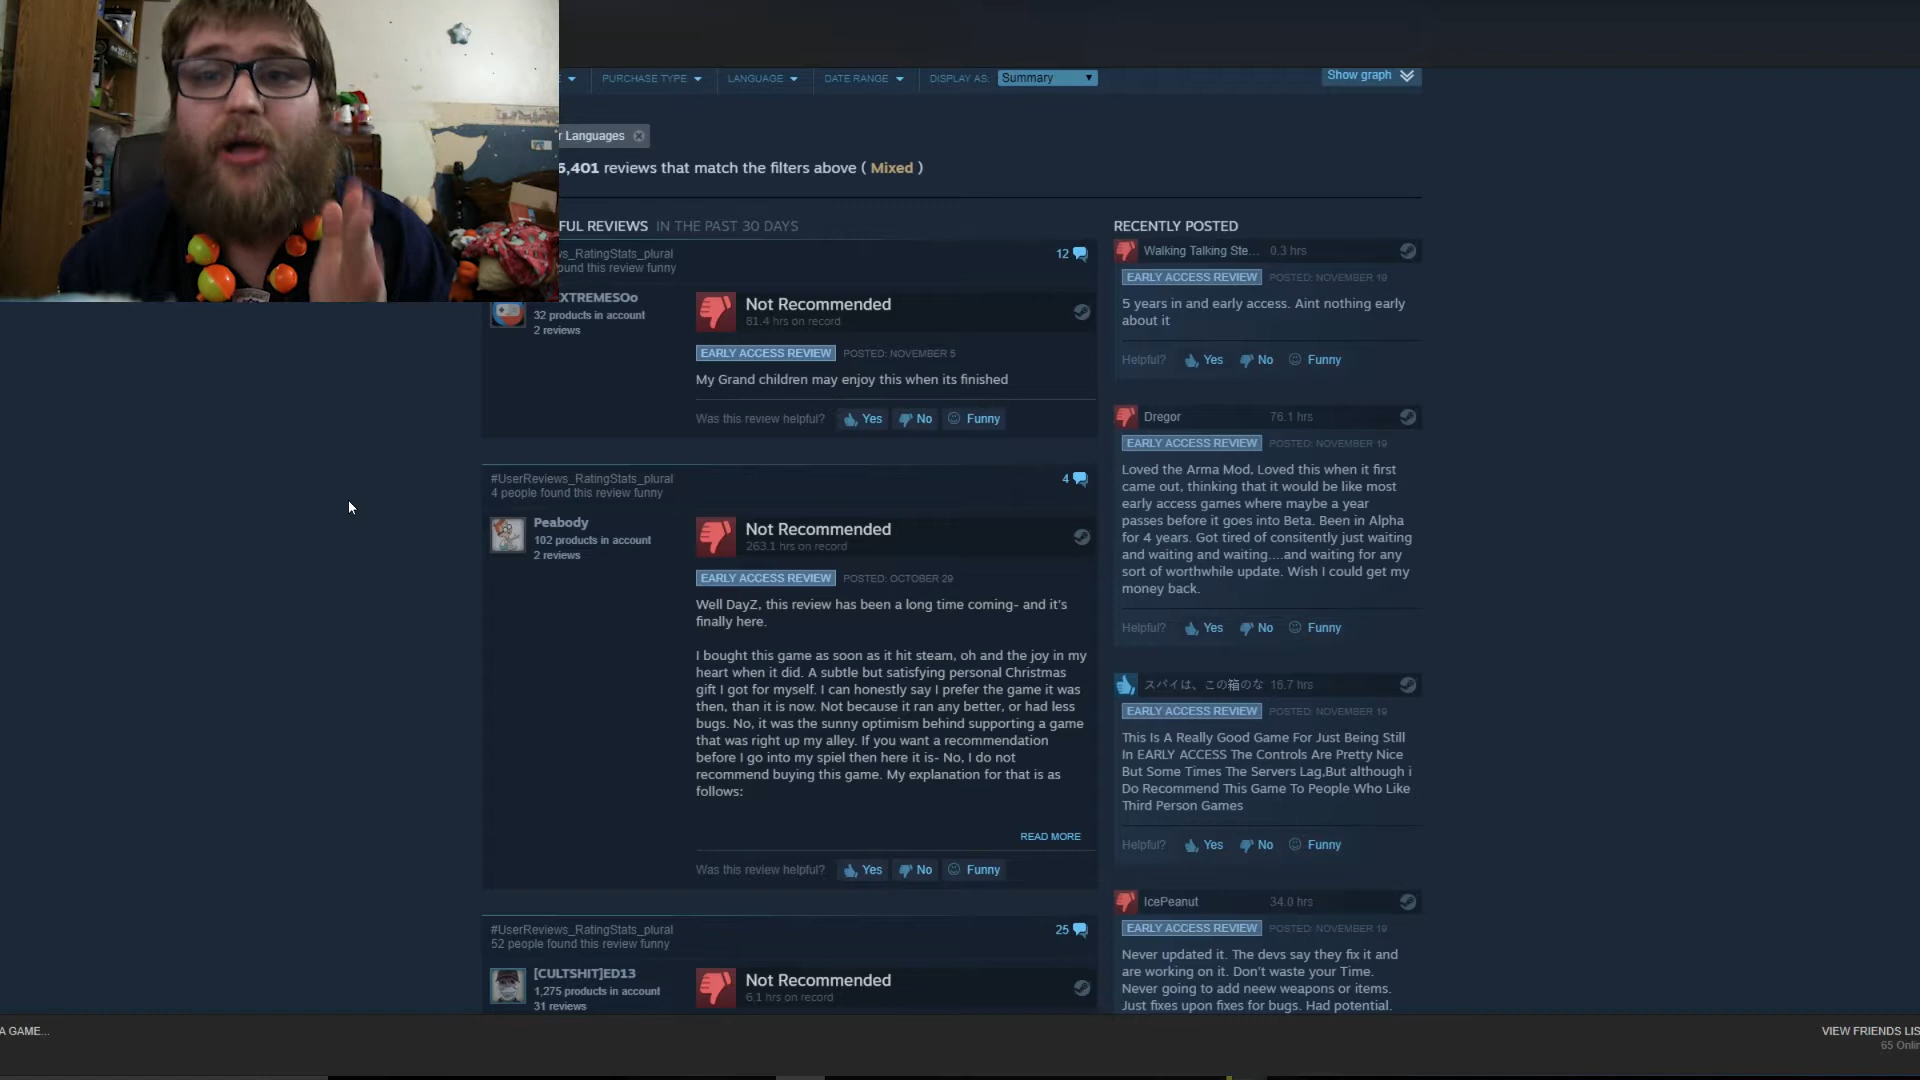 PURCHASE TYPE
LANGUAGE
DATE RANGE
DISPLAY AS:
Summary
Show graph
Languages
5,401 reviews that match the filters above ( Mixed )
FUL REVIEWS IN THE PAST 30 DAYS
ws_RatingStats_plural
ound this review funny
12
XTREMESOo
32 products in account
2 reviews
Not Recommended
81.4 hrs on record
EARLY ACCESS REVIEW
POSTED: NOVEMBER 5
My Grand children may enjoy this when its finished
Was this review helpful? Yes No Funny
#UserReviews_RatingStats_plural
4 people found this review funny
4
Peabody
102 products in account
2 reviews
Not Recommended
263.1 hrs on record
EARLY ACCESS REVIEW
POSTED: OCTOBER 29
Well DayZ, this review has been a long time coming- and it's
finally here.
I bought this game as soon as it hit steam, oh and the joy in my
heart when it did. A subtle but satisfying personal Christmas
gift I got for myself. I can honestly say I prefer the game it was
then, than it is now. Not because it ran any better, or had less
bugs. No, it was the sunny optimism behind supporting a game
that was right up my alley. If you want a recommendation
before I go into my spiel then here it is- No, I do not
recommend buying this game. My explanation for that is as
follows:
READ MORE
Was this review helpful? Yes No Funny
#UserReviews_RatingStats_plural
52 people found this review funny
25
[CULTSHIT]ED13
1,275 products in account
31 reviews
Not Recommended
6.1 hrs on record
RECENTLY POSTED
Walking Talking Ste... 0.3 hrs
EARLY ACCESS REVIEW
POSTED: NOVEMBER 19
5 years in and early access. Aint nothing early
about it
Helpful? Yes No Funny
Dregor 76.1 hrs
EARLY ACCESS REVIEW
POSTED: NOVEMBER 19
Loved the Arma Mod, Loved this when it first
came out, thinking that it would be like most
early access games where maybe a year
passes before it goes into Beta. Been in Alpha
for 4 years. Got tired of consitently just waiting
and waiting and waiting....and waiting for any
sort of worthwhile update. Wish I could get my
money back.
Helpful? Yes No Funny
スパイは、この箱のな 16.7 hrs
EARLY ACCESS REVIEW
POSTED: NOVEMBER 19
This Is A Really Good Game For Just Being Still
In EARLY ACCESS The Controls Are Pretty Nice
But Some Times The Servers Lag,But although i
Do Recommend This Game To People Who Like
Third Person Games
Helpful? Yes No Funny
IcePeanut 34.0 hrs
EARLY ACCESS REVIEW
POSTED: NOVEMBER 19
Never updated it. The devs say they fix it and
are working on it. Don't waste your Time.
Never going to add neew weapons or items.
Just fixes upon fixes for bugs. Had potential.
A GAME...
VIEW FRIENDS LIS
65 Onlin